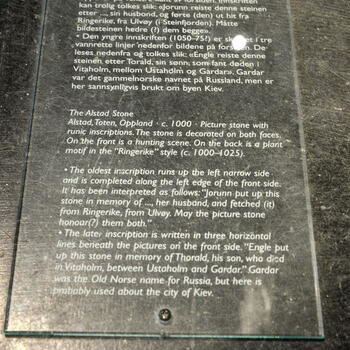 kan trolig tolkes slik: «Jorunn reiste denne steinen
etter ..., sin husbond, og førte (den) ut hit fra
Ringerike, fra Ulvøy (i Steinfjorden). Måtte
bildesteinen hedre (?) dem begge».
• Den yngre innskriften (1050-75?) er skåret i tre
vannrette linjer nedenfor bildene på forsiden. De
leses nedenfra og tolkes slik: «Engle reiste denne
steinen etter Torald, sin sønn, som fant døden i
Vitaholm, mellom Ustaholm og Gardar». Gardar
var det gammelnorske navnet på Russland, men er
her sannsynligvis brukt om byen Kiev.
The Alstad Stone
Alstad, Toten, Oppland · c. 1000 · Picture stone with
runic inscriptions. The stone is decorated on both faces.
On the front is a hunting scene. On the back is a plant
motif in the "Ringerike" style (c. 1000–1025).
• The oldest inscription runs up the left narrow side
and is completed along the left edge of the front side.
It has been interpreted as follows: "Jorunn put up this
stone in memory of ..., her husband, and fetched (it)
from Ringerike, from Ulvøy. May the picture stone
honour(?) them both."
• The later inscription is written in three horizontal
lines beneath the pictures on the front side. "Engle put
up this stone in memory of Thorald, his son, who died
in Vitaholm, between Ustaholm and Gardar." Gardar
was the Old Norse name for Russia, but here is
probably used about the city of Kiev.